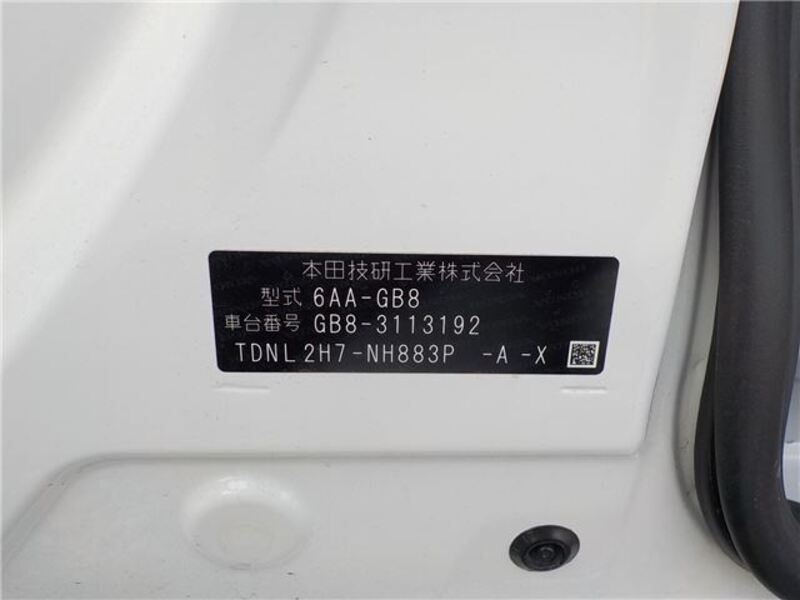 本田技研工業株式会社
型式 6AA-GB8
車台番号 GB8-3113192
TDNL 2H7-NH883P -A-X